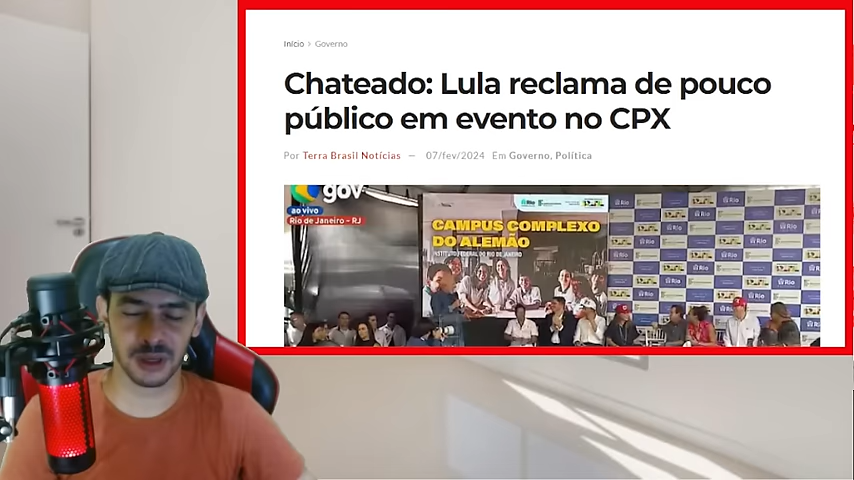 Início > Governo
Chateado: Lula reclama de pouco
público em evento no CPX
Por Terra Brasil Notícias — 07/fev/2024 Em Governo, Política
gov
ao vivo
Rio de Janeiro - RJ
CAMPUS COMPLEXO
DO ALEMÃO
INSTITUTO FEDERAL DO RIO DE JANEIRO
Rio